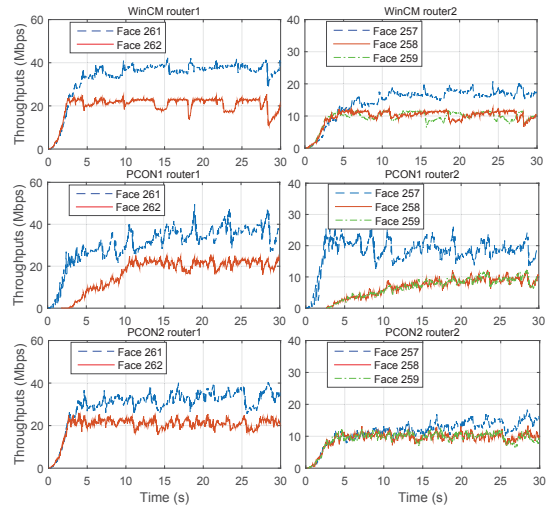 WinCM router1
WinCM router2
Throughputs (Mbps)
60
40
20
0
Face 261
Face 262
0 5 10 15 20 25 30
40
30
20
10
0
Face 257
Face 258
Face 259
0 5 10 15 20 25 30
PCON1 router1
PCON1 router2
Throughputs (Mbps)
60
40
20
0
Face 261
Face 262
0 5 10 15 20 25 30
40
30
20
10
0
Face 257
Face 258
Face 259
0 5 10 15 20 25 30
PCON2 router1
PCON2 router2
Throughputs (Mbps)
60
40
20
0
Face 261
Face 262
0 5 10 15 20 25 30
Time (s)
40
30
20
10
0
Face 257
Face 258
Face 259
0 5 10 15 20 25 30
Time (s)